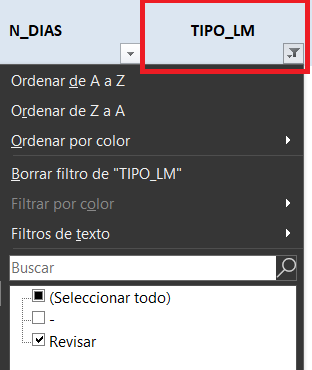 N_DIAS TIPO_LM
Ordenar de A a Z
Ordenar de Z a A
Ordenar por color
Borrar filtro de "TIPO_LM"
Filtrar por color
Filtros de texto
Buscar
(Seleccionar todo)
-
Revisar